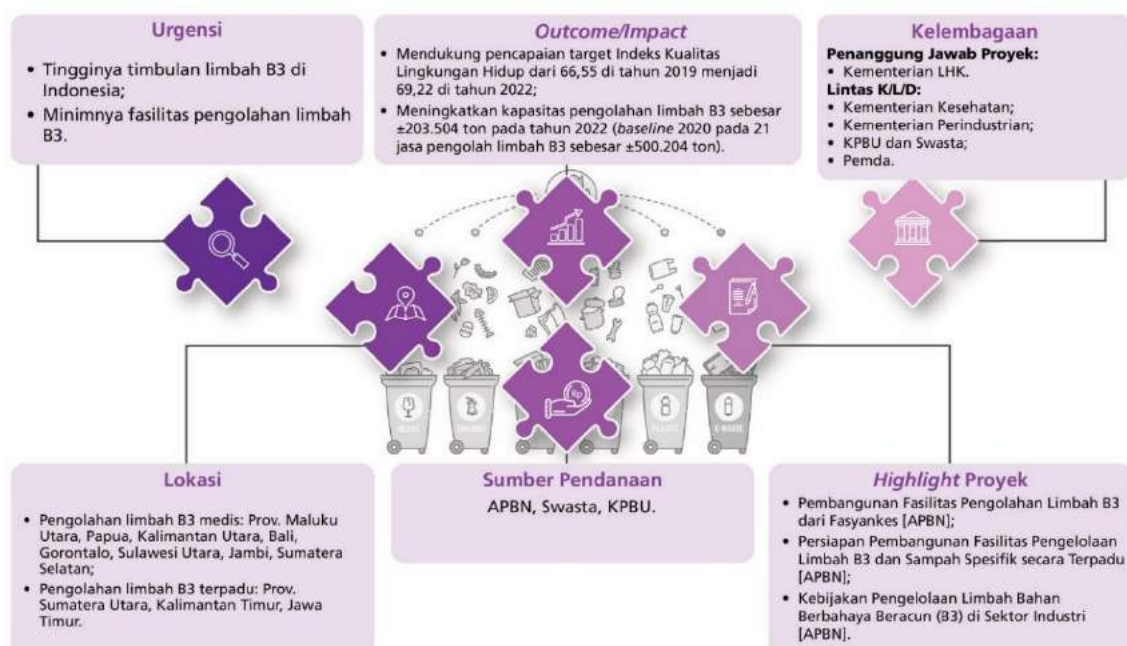 Urgensi
• Tingginya timbulan limbah B3 di
Indonesia;
• Minimnya fasilitas pengolahan limbah
B3.
Outcome/Impact
• Mendukung pencapaian target Indeks Kualitas
Lingkungan Hidup dari 66,55 di tahun 2019 menjadi
69,22 di tahun 2022;
• Meningkatkan kapasitas pengolahan limbah B3 sebesar
±203.504 ton pada tahun 2022 (baseline 2020 pada 21
jasa pengolah limbah B3 sebesar ±500.204 ton).
Kelembagaan
Penanggung Jawab Proyek:
• Kementerian LHK.
Lintas K/L/D:
• Kementerian Kesehatan;
• Kementerian Perindustrian;
• KPBU dan Swasta;
• Pemda.
Rp
E-WASTE
Lokasi
• Pengolahan limbah B3 medis: Prov. Maluku
Utara, Papua, Kalimantan Utara, Bali,
Gorontalo, Sulawesi Utara, Jambi, Sumatera
Selatan;
• Pengolahan limbah B3 terpadu: Prov.
Sumatera Utara, Kalimantan Timur, Jawa
Timur.
Sumber Pendanaan
APBN, Swasta, KPBU.
Highlight Proyek
• Pembangunan Fasilitas Pengolahan Limbah B3
dari Fasyankes [APBN];
• Persiapan Pembangunan Fasilitas Pengelolaan
Limbah B3 dan Sampah Spesifik secara Terpadu
[APBN];
• Kebijakan Pengelolaan Limbah Bahan
Berbahaya Beracun (B3) di Sektor Industri
[APBN].